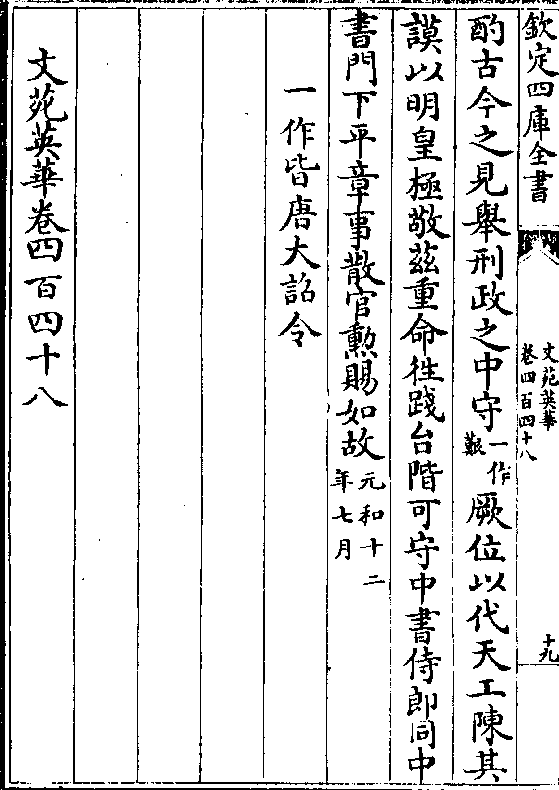 欽定四庫全書
文苑英華
卷四百四十八
十九
酌古今之見舉刑政之中守一作艱厥位以代天工陳其
謨以明皇極敬茲重命徃踐台階可守中書侍郎同中
書門下平章事散官勲賜如故元和十二年七月
一作皆唐大詔令
文苑英華卷四百四十八